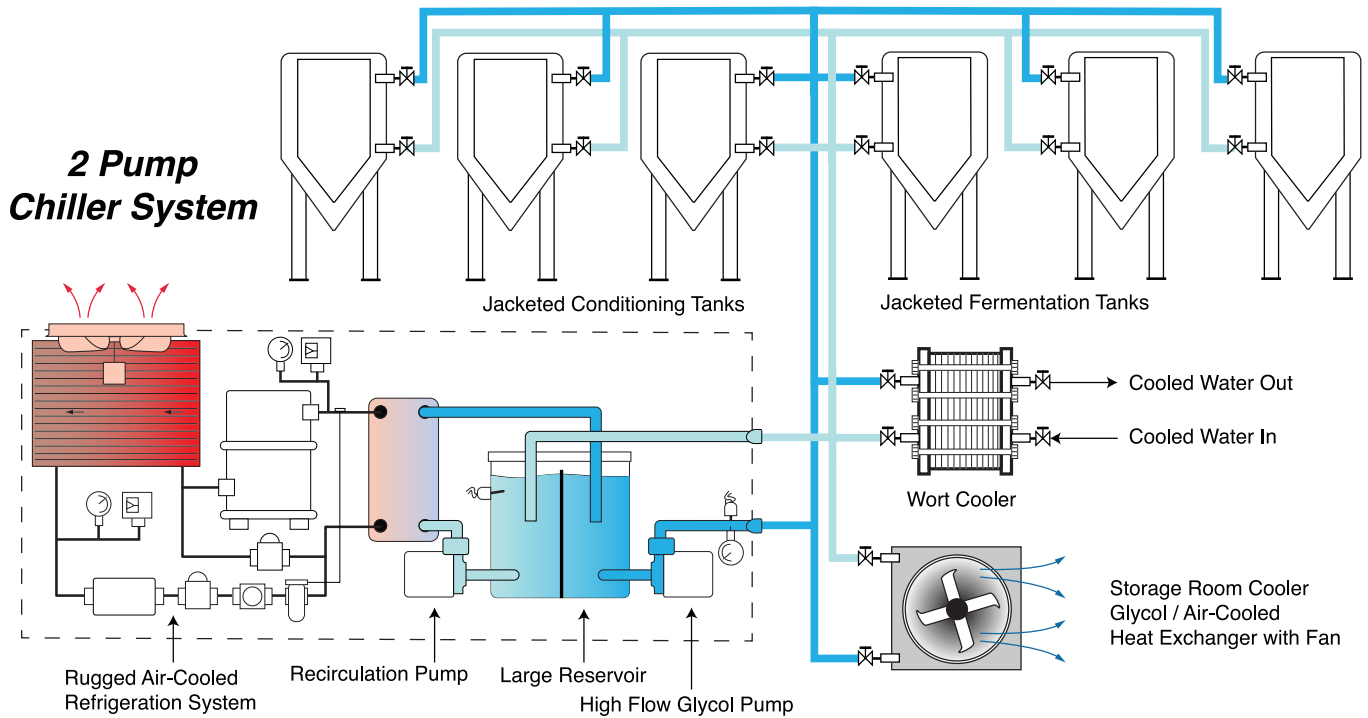 2 Pump
Chiller System
Jacketed Conditioning Tanks
Jacketed Fermentation Tanks
Cooled Water Out
Cooled Water In
Wort Cooler
Storage Room Cooler
Glycol / Air-Cooled
Heat Exchanger with Fan
Rugged Air-Cooled
Refrigeration System
Recirculation Pump
Large Reservoir
High Flow Glycol Pump